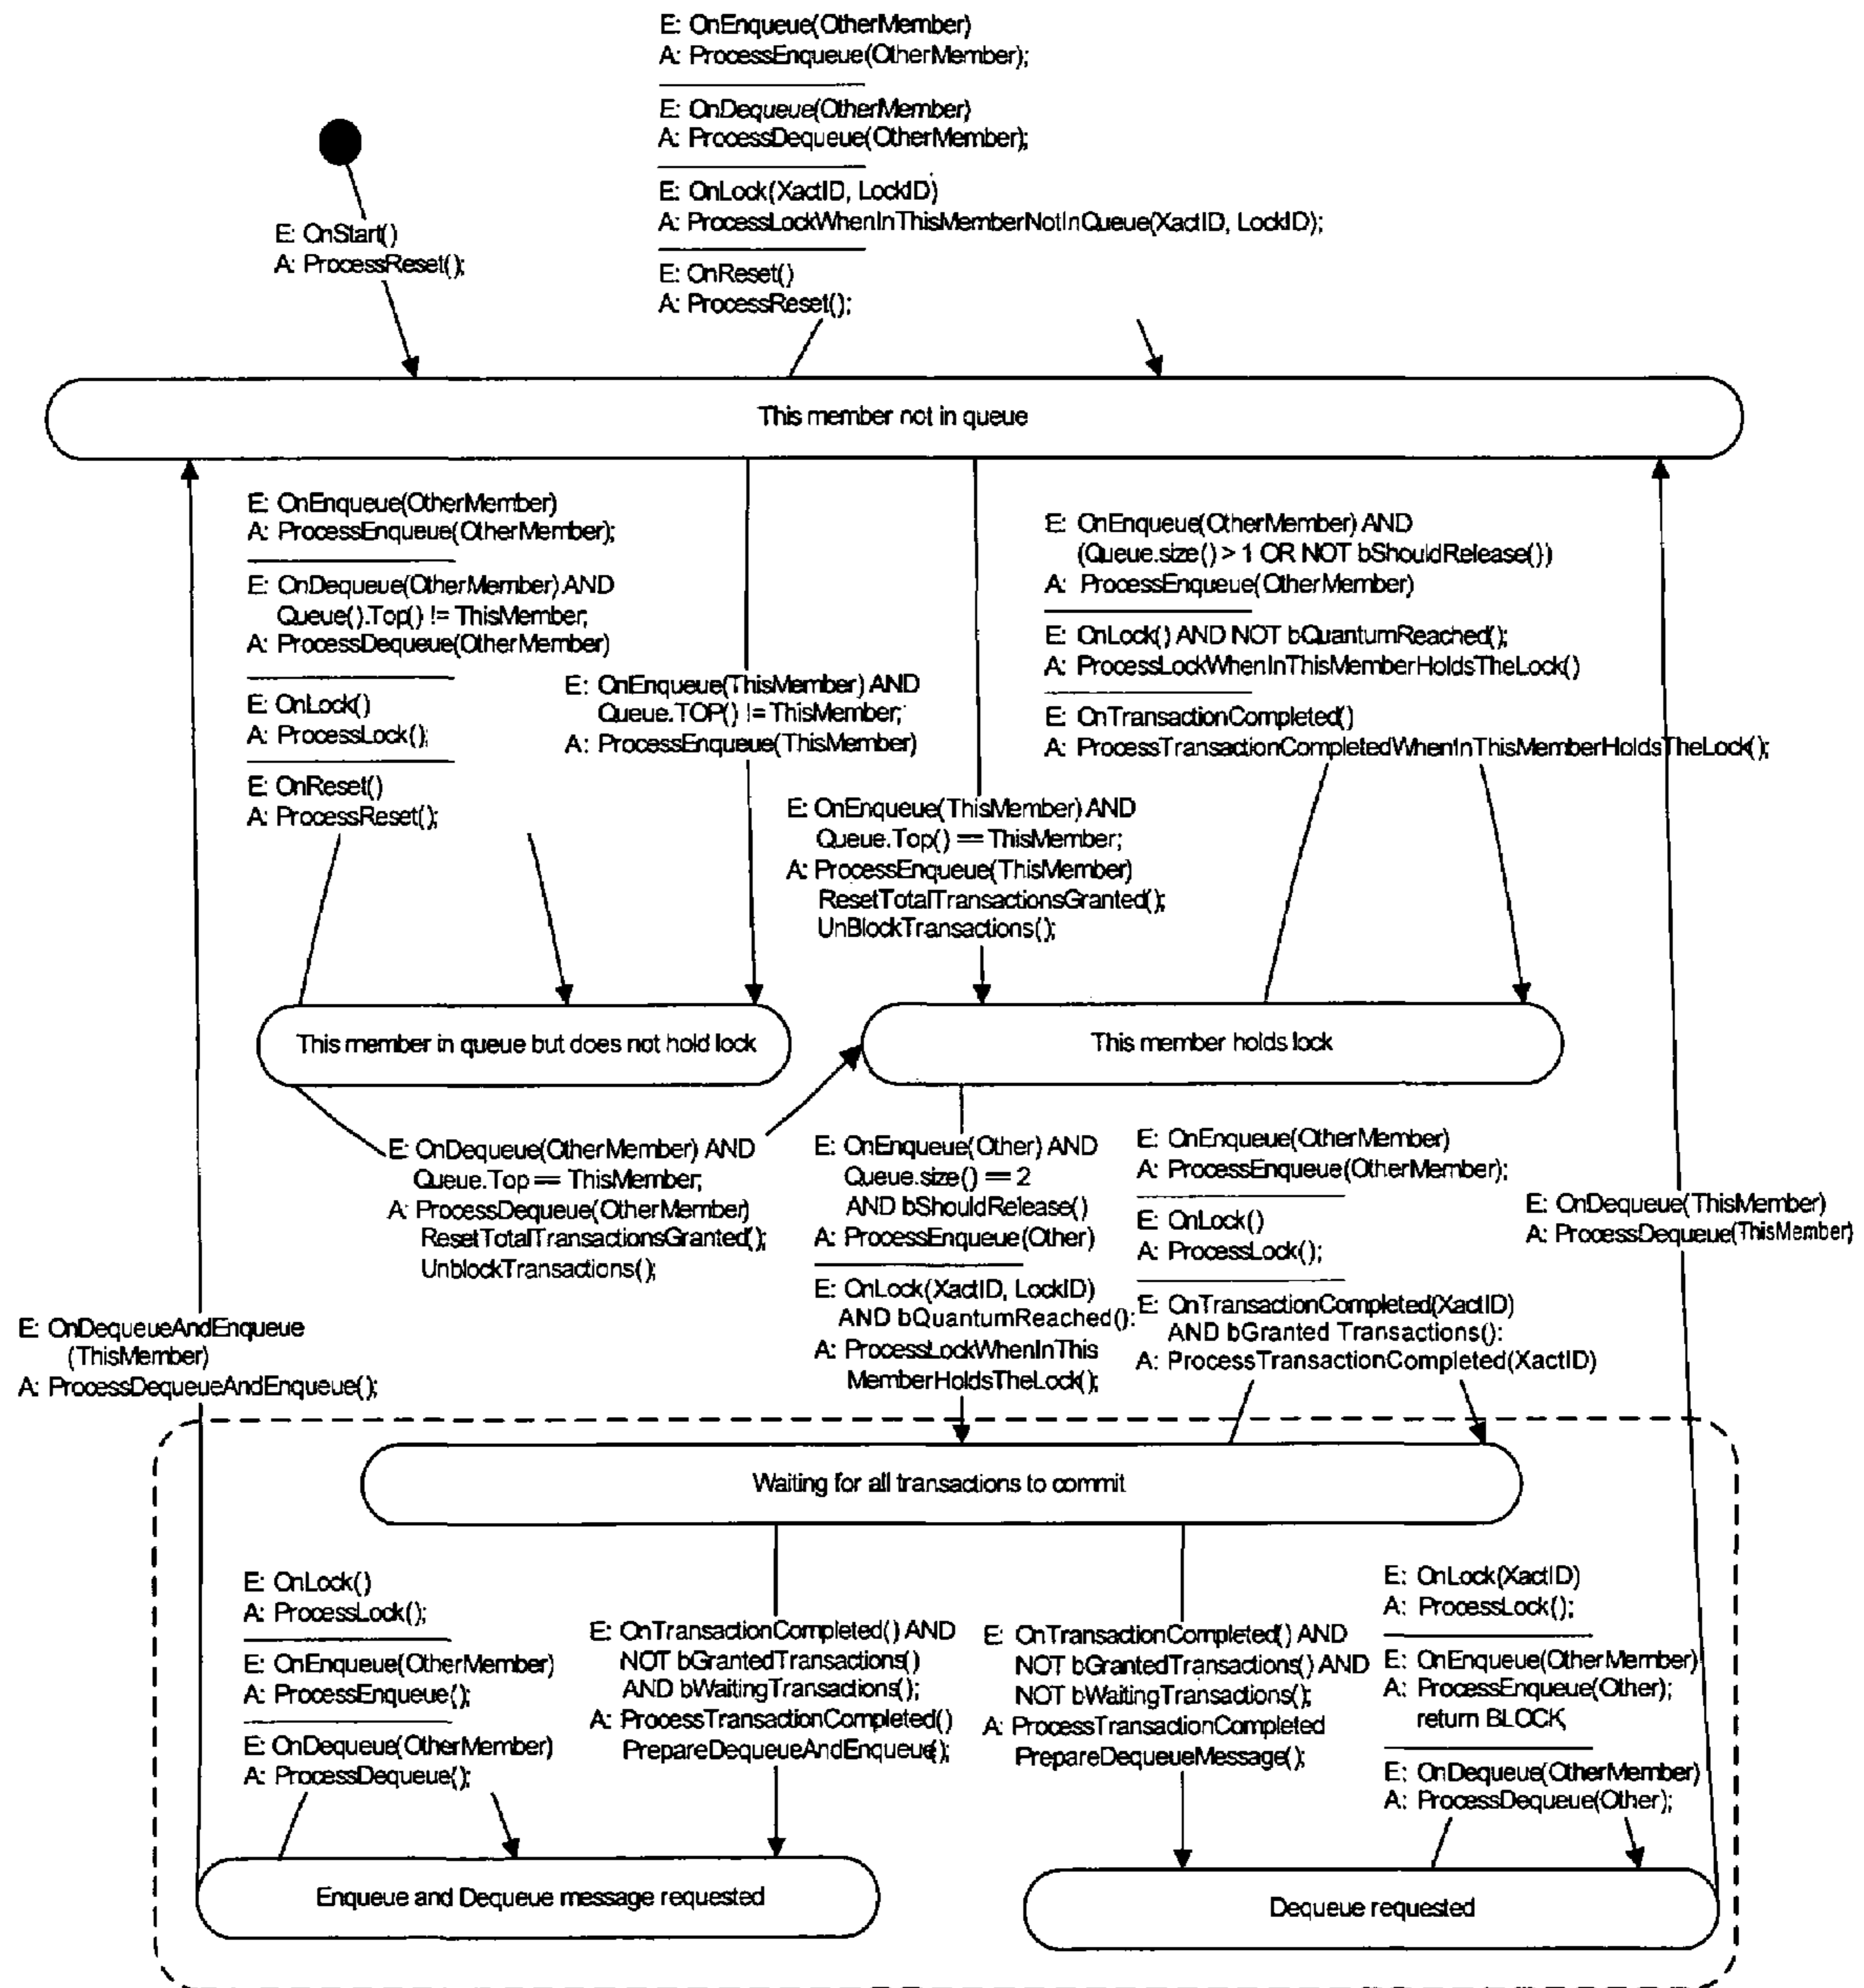 E: OnEnqueue(OtherMember)
A: ProcessEnqueue(OtherMember);
E: OnDequeue(OtherMember)
A: ProcessDequeue(OtherMember);
E: OnLock(XactID, LockID)
A: ProcessLockWhenInThisMemberNotInQueue(XactID, LockID);
E: OnReset()
A: ProcessReset();
E: OnStart()
A: ProcessReset();
This member not in queue
E: OnEnqueue(OtherMember)
A: ProcessEnqueue(OtherMember);
E: OnDequeue(OtherMember) AND
Queue().Top() != ThisMember;
A: ProcessDequeue(OtherMember)
E: OnLock()
A: ProcessLock();
E: OnReset()
A: ProcessReset();
E: OnEnqueue(ThisMember) AND
Queue.TOP() != ThisMember;
A: ProcessEnqueue(ThisMember)
E: OnEnqueue(ThisMember) AND
Queue.Top() == ThisMember;
A: ProcessEnqueue(ThisMember)
ResetTotalTransactionsGranted();
UnBlockTransactions();
E: OnEnqueue(OtherMember) AND
(Queue.size() > 1 OR NOT bShouldRelease())
A: ProcessEnqueue(OtherMember)
E: OnLock() AND NOT bQuantumReached();
A: ProcessLockWhenInThisMemberHoldsTheLock()
E: OnTransactionCompleted()
A: ProcessTransactionCompletedWhenInThisMemberHoldsTheLock();
This member in queue but does not hold lock
This member holds lock
E: OnDequeue(OtherMember) AND
Queue.Top == ThisMember;
A: ProcessDequeue(OtherMember)
ResetTotalTransactionsGranted();
UnblockTransactions();
E: OnEnqueue(Other) AND
Queue.size() == 2
AND bShouldRelease()
A: ProcessEnqueue(Other)
E: OnLock(XactID, LockID)
AND bQuantumReached():
A: ProcessLockWhenInThis
MemberHoldsTheLock();
E: OnEnqueue(OtherMember)
A: ProcessEnqueue(OtherMember);
E: OnLock()
A: ProcessLock();
E: OnTransactionCompleted(XactID)
AND bGranted Transactions():
A: ProcessTransactionCompleted(XactID)
E: OnDequeue(ThisMember)
A: ProcessDequeue(ThisMember)
E: OnDequeueAndEnqueue
(ThisMember)
A: ProcessDequeueAndEnqueue();
Waiting for all transactions to commit
E: OnLock()
A: ProcessLock();
E: OnEnqueue(OtherMember)
A: ProcessEnqueue();
E: OnDequeue(OtherMember)
A: ProcessDequeue();
E: OnTransactionCompleted() AND
NOT bGrantedTransactions()
AND bWaitingTransactions();
A: ProcessTransactionCompleted()
PrepareDequeueAndEnqueue();
E: OnTransactionCompleted() AND
NOT bGrantedTransactions() AND
NOT bWaitingTransactions();
A: ProcessTransactionCompleted
PrepareDequeueMessage();
E: OnLock(XactID)
A: ProcessLock();
E: OnEnqueue(OtherMember)
A: ProcessEnqueue(Other);
return BLOCK;
E: OnDequeue(OtherMember)
A: ProcessDequeue(Other);
Enqueue and Dequeue message requested
Dequeue requested